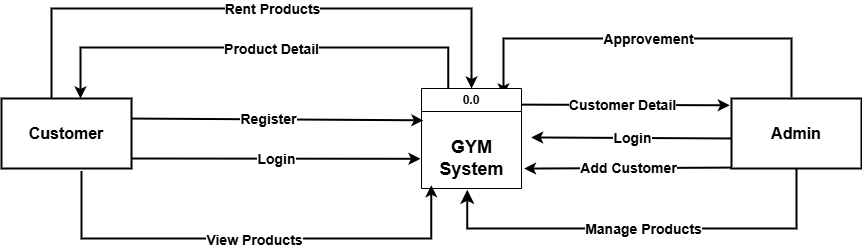 Rent Products
Approvement
Product Detail
0.0
Customer Detail
Register
Customer
Admin
Login
GYM
System
Login
Add Customer
Manage Products
View Products